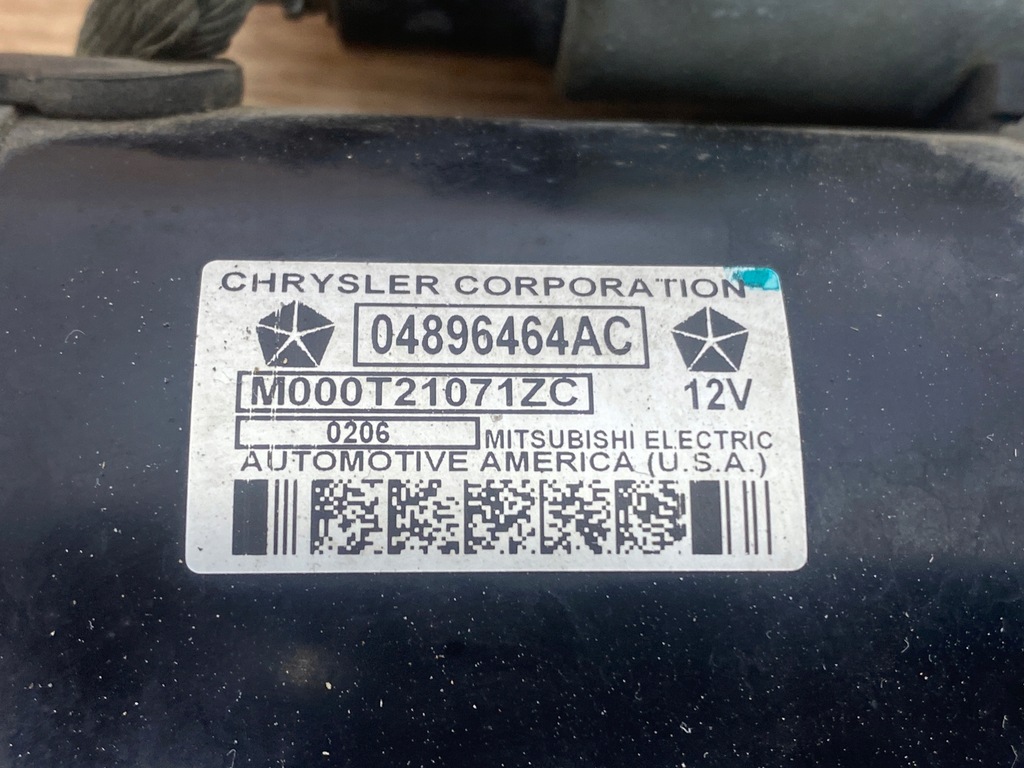 CHRYSLER CORPORATION
04896464AC
M000T21071ZC 12V
0206 MITSUBISHI ELECTRIC
AUTOMOTIVE AMERICA (U.S.A.)